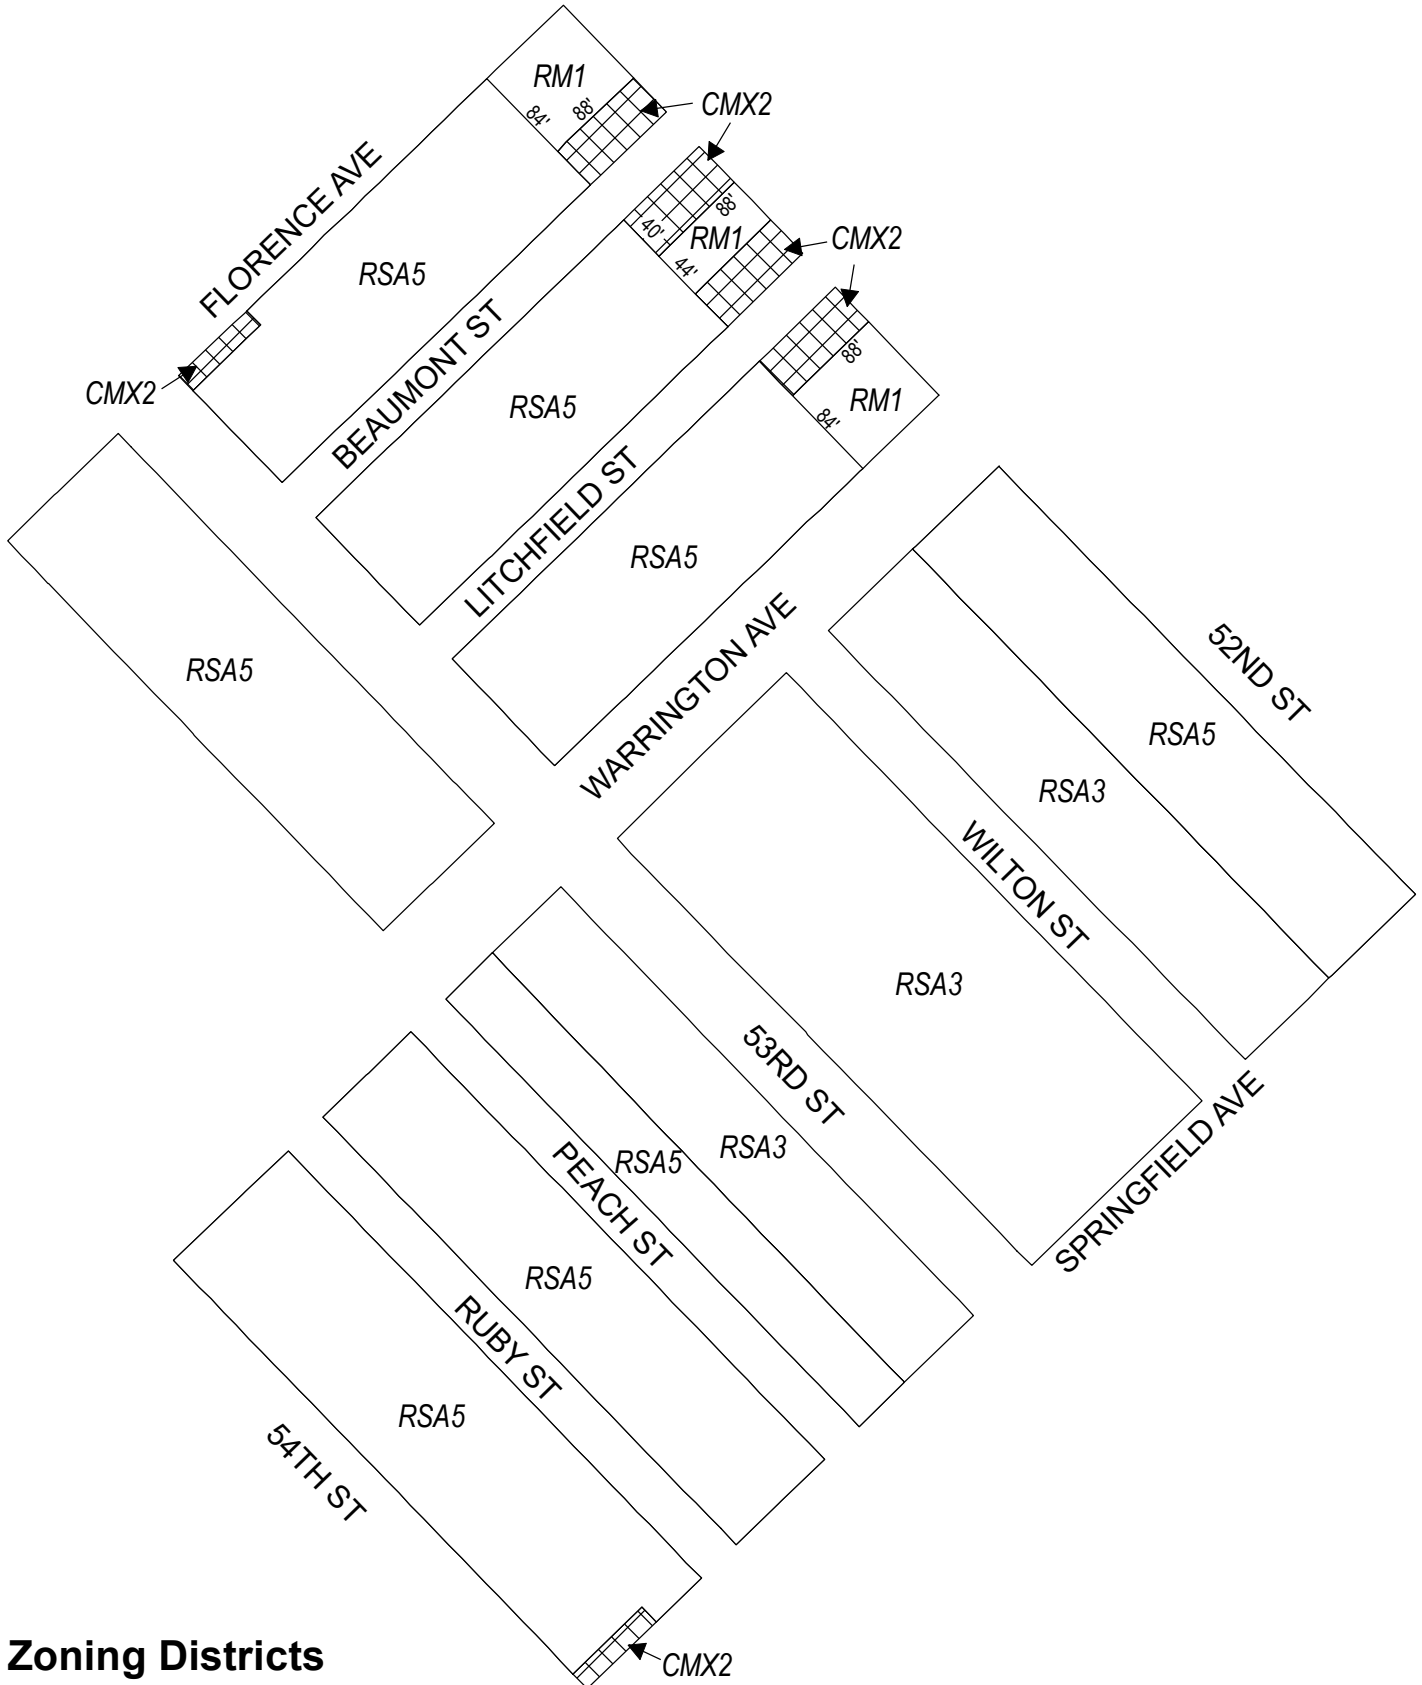 RM1
CMX2
84'
88'
FLORENCE AVE
RSA5
40'
88'
RM1
44'
CMX2
CMX2
BEAUMONT ST
88'
RM1
84'
RSA5
LITCHFIELD ST
RSA5
WARRINGTON AVE
RSA5
52ND ST
RSA5
RSA3
WILTON ST
RSA3
53RD ST
SPRINGFIELD AVE
RSA3
RSA5
PEACH ST
RSA5
RUBY ST
RSA5
54TH ST
Zoning Districts
CMX2